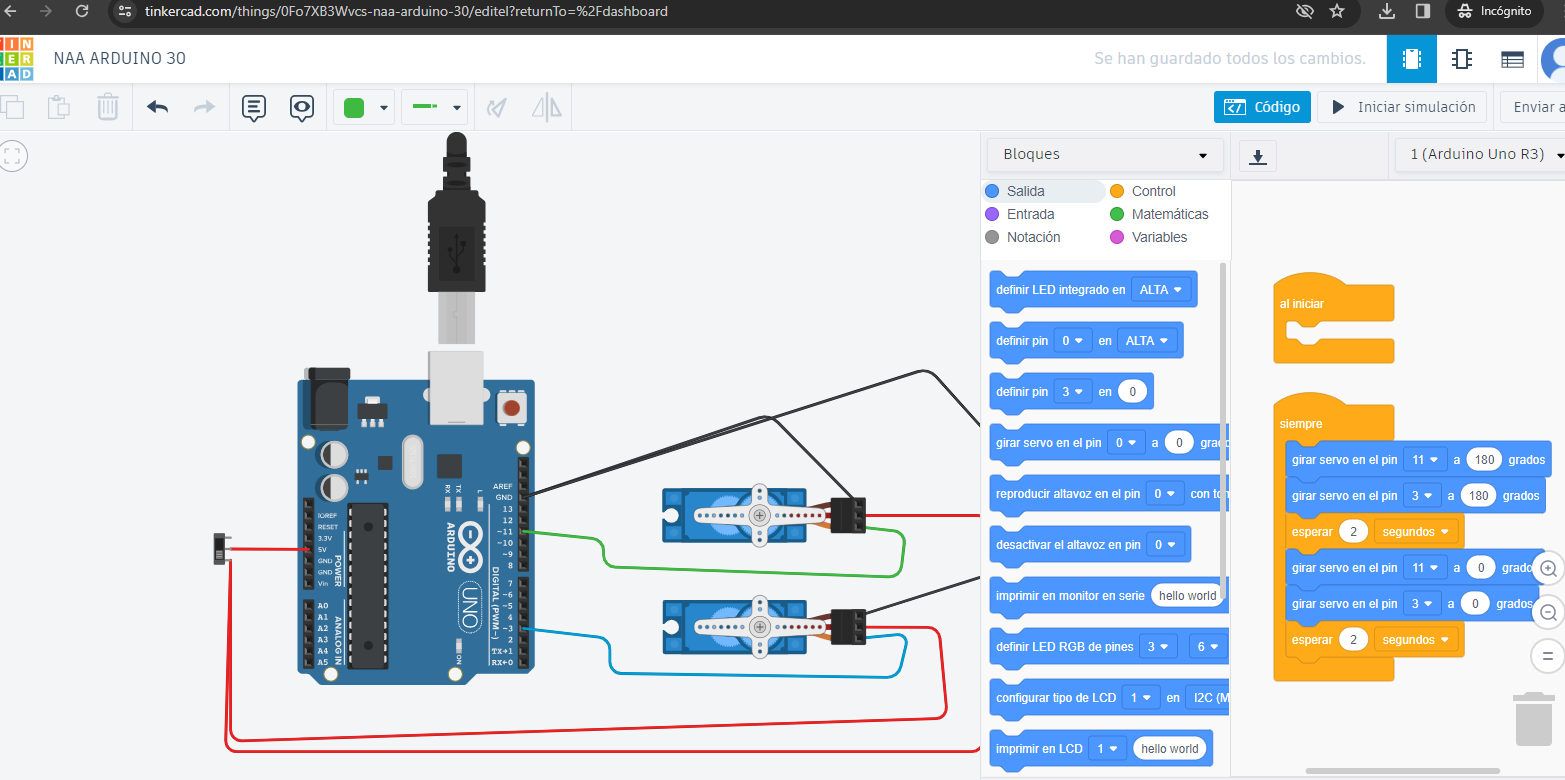 tinkercad.com/things/0Fo7XB3Wvcs-naa-arduino-30/editel?returnTo=%2Fdashboard
Incógnito
TIN
KER
CAD
NAA ARDUINO 30
Se han guardado todos los cambios.
Código
Iniciar simulación
Enviar a
Bloques
1 (Arduino Uno R3)
Salida
Control
Entrada
Matemáticas
Notación
Variables
definir LED integrado en ALTA
definir pin 0 en ALTA
definir pin 3 en 0
girar servo en el pin 0 a 0 grad
reproducir altavoz en el pin 0 con ton
desactivar el altavoz en pin 0
imprimir en monitor en serie hello world
definir LED RGB de pines 3 6
configurar tipo de LCD 1 en I2C (M
imprimir en LCD 1 hello world
al iniciar
siempre
girar servo en el pin 11 a 180 grados
girar servo en el pin 3 a 180 grados
esperar 2 segundos
girar servo en el pin 11 a 0 grado
girar servo en el pin 3 a 0 grados
esperar 2 segundos
AREF
GND
13
12
~11
~10
~9
8
7
~6
~5
4
~3
2
TX→1
RX←0
DIGITAL (PWM~)
IOREF
RESET
3.3V
5V
GND
GND
Vin
POWER
A0
A1
A2
A3
A4
A5
ANALOG IN
RX
TX
L
ARDUINO
UNO
ON